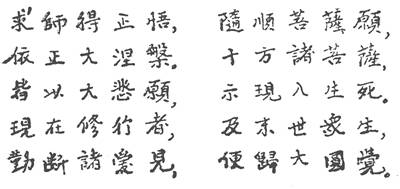 求師得正悟，隨順菩薩願，
依正大涅槃。十方諸菩薩，
皆以大悲願，示現入生死。
現在修行者，及末世眾生，
勤斷諸愛見，便歸大圓覺。